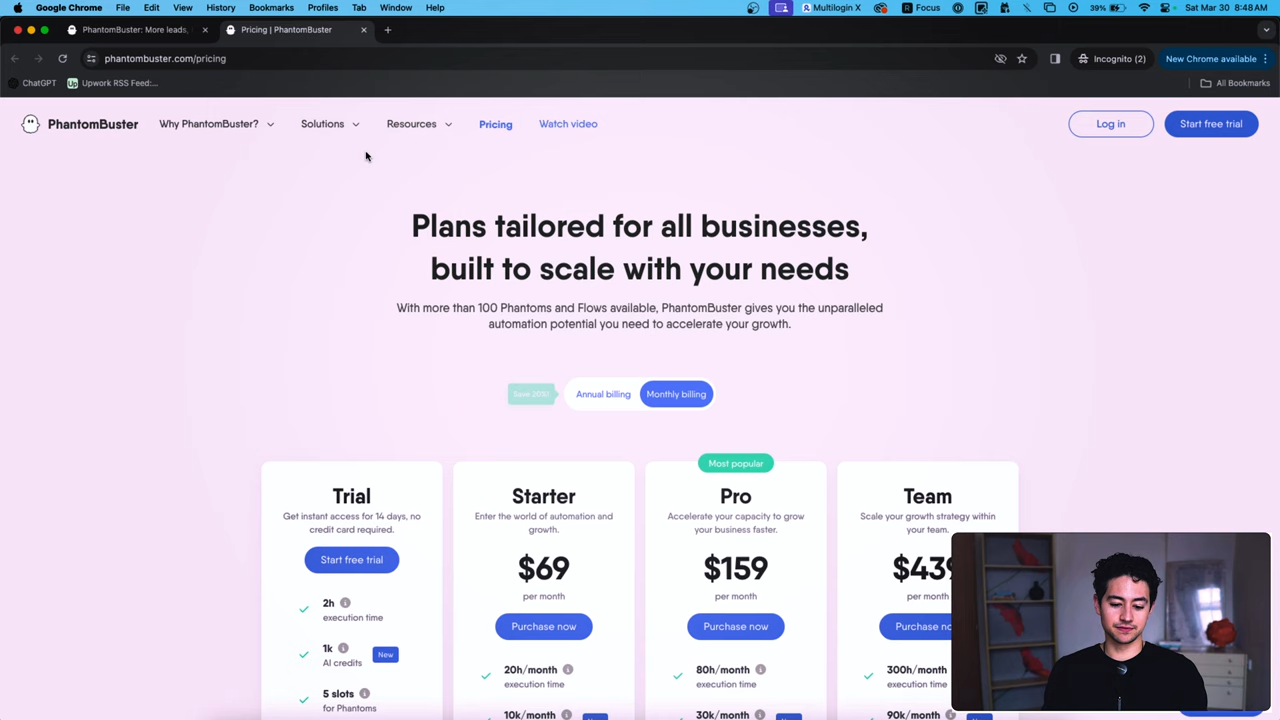 Google Chrome File Edit View History Bookmarks Profiles Tab Window Help Multilogin X Focus 39% Sat Mar 30 8:48 AM
PhantomBuster: More leads, Pricing | PhantomBuster
phantombuster.com/pricing Incognito (2) New Chrome available
ChatGPT Up Upwork RSS Feed:... All Bookmarks
PhantomBuster Why PhantomBuster? Solutions Resources Pricing Watch video Log in Start free trial
Plans tailored for all businesses,
built to scale with your needs
With more than 100 Phantoms and Flows available, PhantomBuster gives you the unparalleled
automation potential you need to accelerate your growth.
Annual billing Monthly billing
Most popular
Trial Starter Pro Team
Get instant access for 14 days, no Enter the world of automation and Accelerate your capacity to grow Scale your growth strategy within
credit card required. growth. your business faster. your team.
Start free trial $69 $159 $439
per month per month per month
Purchase now Purchase now Purchase no
2h
execution time
1k
AI credits New
5 slots
for Phantoms
20h/month 80h/month 300h/month
execution time execution time execution time
10k/month 30k/month 90k/month